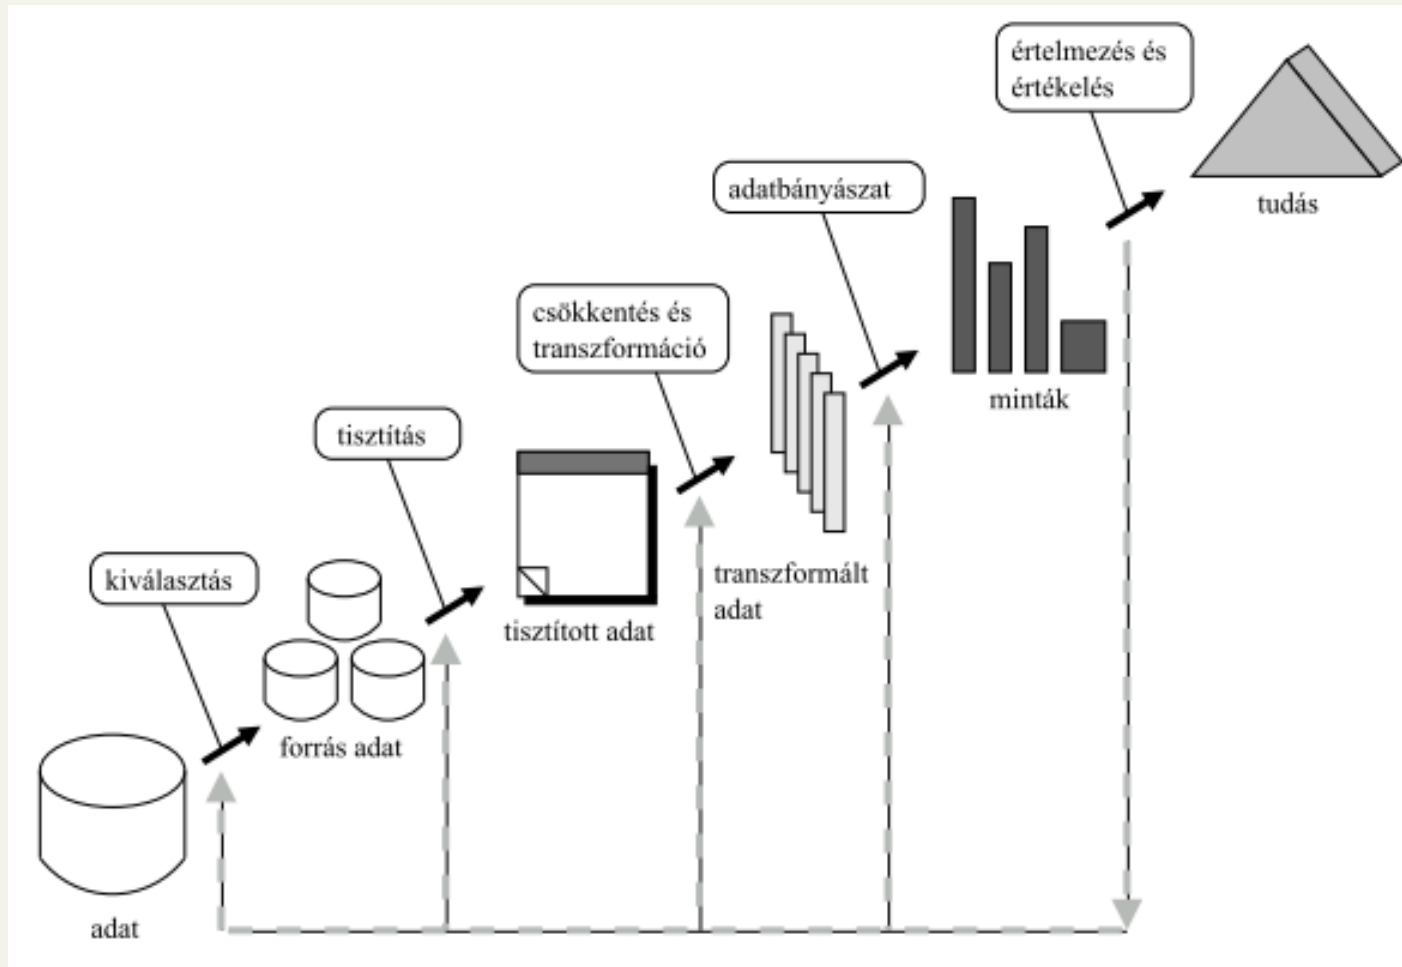 értelmezés és
értékelés
tudás
adatbányászat
minták
csökkentés és
transzformáció
transzformált
adat
tisztítás
tisztított adat
kiválasztás
forrás adat
adat